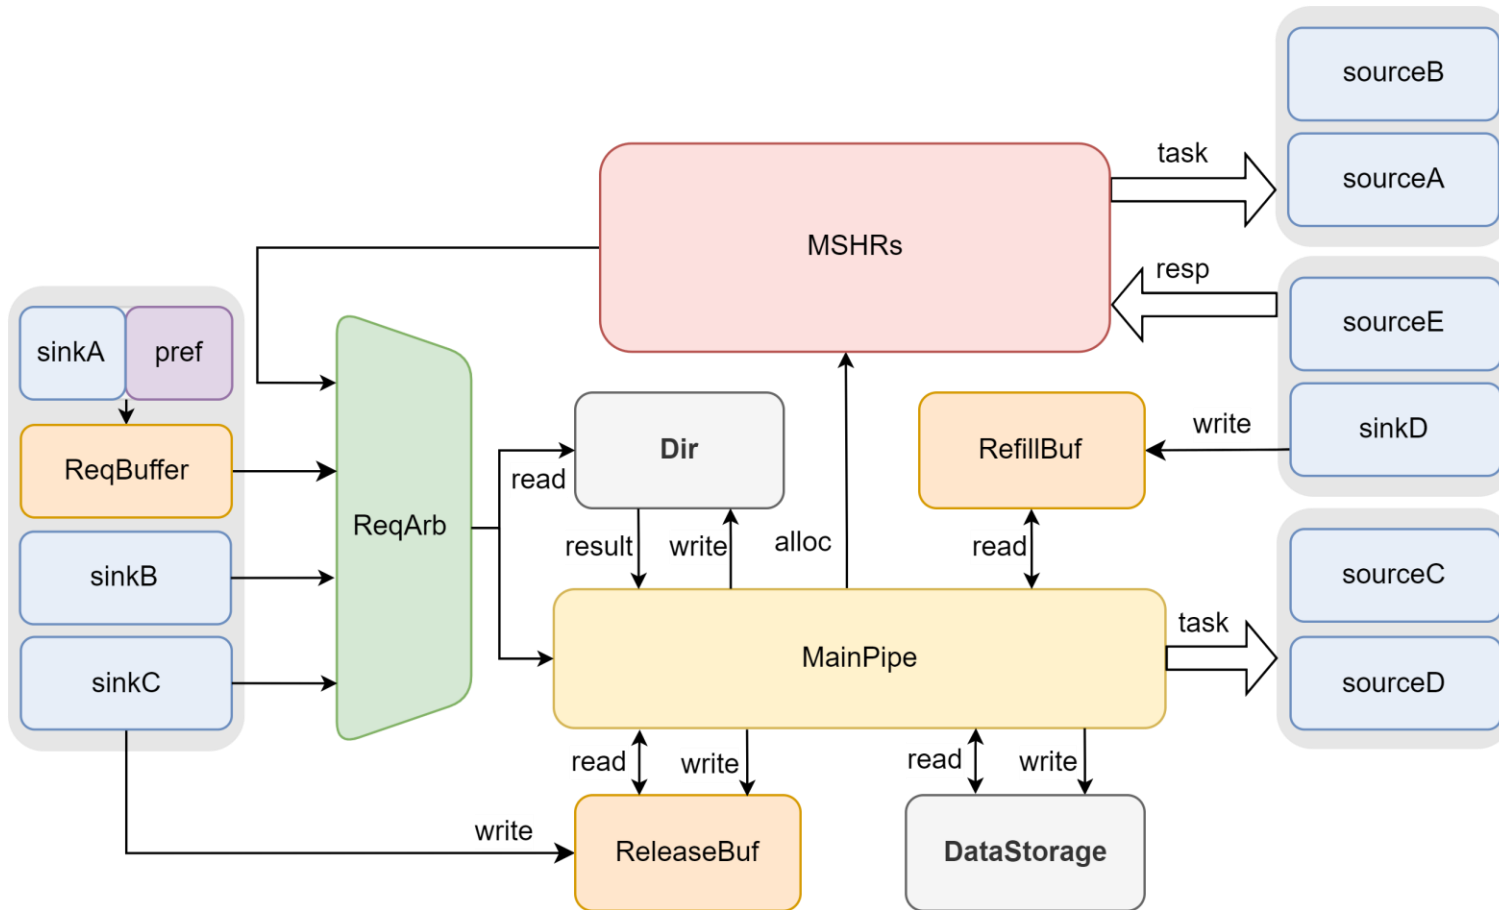 sourceB
task
sourceA
MSHRs
resp
sourceE
sinkA
pref
write
sinkD
Dir
RefillBuf
ReqBuffer
read
ReqArb
result
write
alloc
read
sinkB
sourceC
task
MainPipe
sinkC
sourceD
read
write
read
write
write
ReleaseBuf
DataStorage